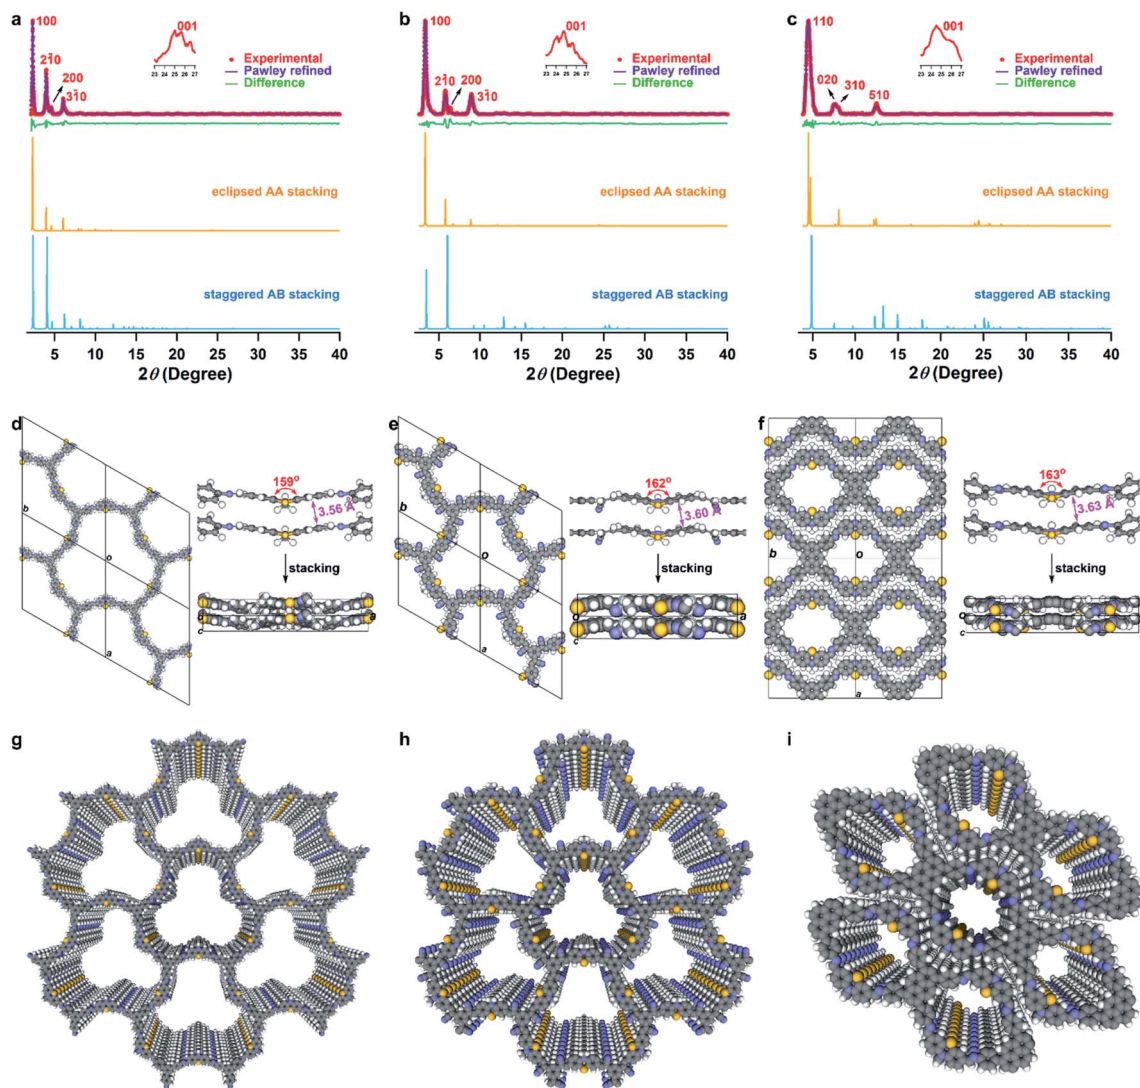 a
100
21̄0
200
31̄0
001
23 24 25 26 27
Experimental
Pawley refined
Difference
eclipsed AA stacking
staggered AB stacking
5 10 15 20 25 30 35 40
2θ (Degree)
b
100
21̄0
200
31̄0
001
23 24 25 26 27
Experimental
Pawley refined
Difference
eclipsed AA stacking
staggered AB stacking
5 10 15 20 25 30 35 40
2θ (Degree)
c
110
020
310
510
001
23 24 25 26 27
Experimental
Pawley refined
Difference
eclipsed AA stacking
staggered AB stacking
5 10 15 20 25 30 35 40
2θ (Degree)
d
b
o
a
159°
3.56 Å
stacking
a
c
e
b
o
a
162°
3.60 Å
stacking
o
a
c
f
b
o
a
163°
3.63 Å
stacking
o
a
c
g
h
i